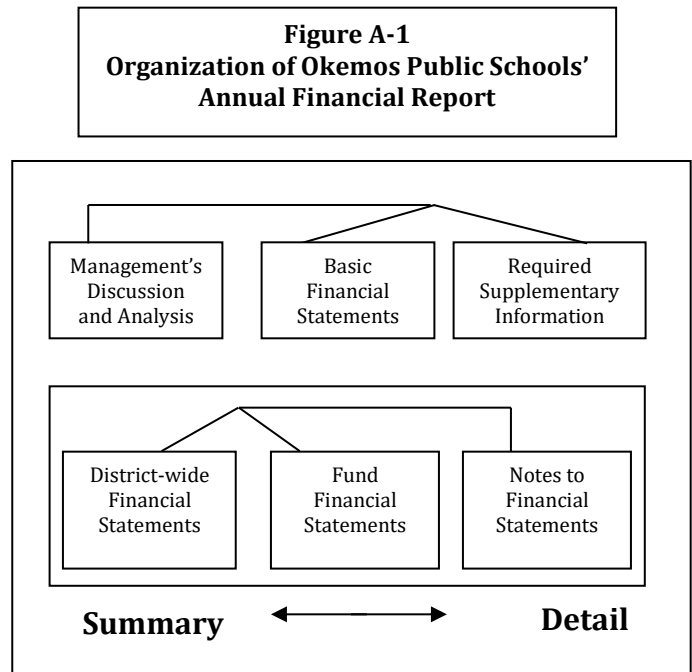 Figure A-1
Organization of Okemos Public Schools’
Annual Financial Report
Management’s
Discussion
and Analysis
Basic
Financial
Statements
Required
Supplementary
Information
District-wide
Financial
Statements
Fund
Financial
Statements
Notes to
Financial
Statements
Summary
Detail